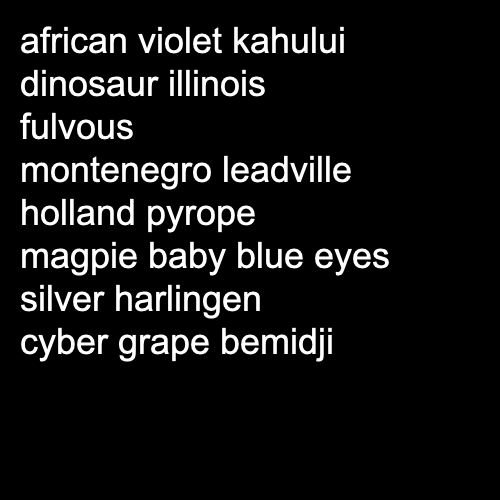 african violet kahului
dinosaur illinois
fulvous
montenegro leadville
holland pyrope
magpie baby blue eyes
silver harlingen
cyber grape bemidji